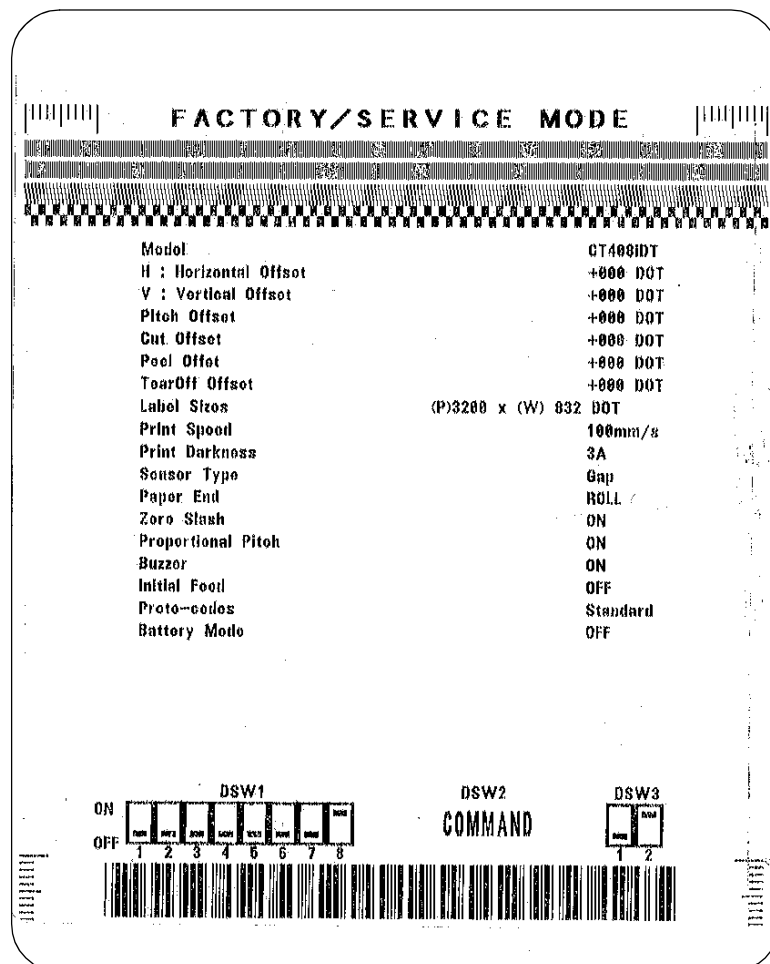 FACTORY/SERVICE MODE
Model CT408iDT
H : Horizontal Offset +000 DOT
V : Vertical Offset +000 DOT
Pitch Offset +000 DOT
Cut Offset +000 DOT
Peel Offet +000 DOT
TearOff Offset +000 DOT
Label Sizes (P)3200 x (W) 832 DOT
Print Speed 100mm/s
Print Darkness 3A
Sensor Type Gap
Paper End ROLL
Zero Slash ON
Proportional Pitch ON
Buzzer ON
Initial Feed OFF
Proto-codes Standard
Battery Mode OFF
DSW1 DSW2 DSW3
ON
COMMAND
OFF
1 2 3 4 5 6 7 8 1 2